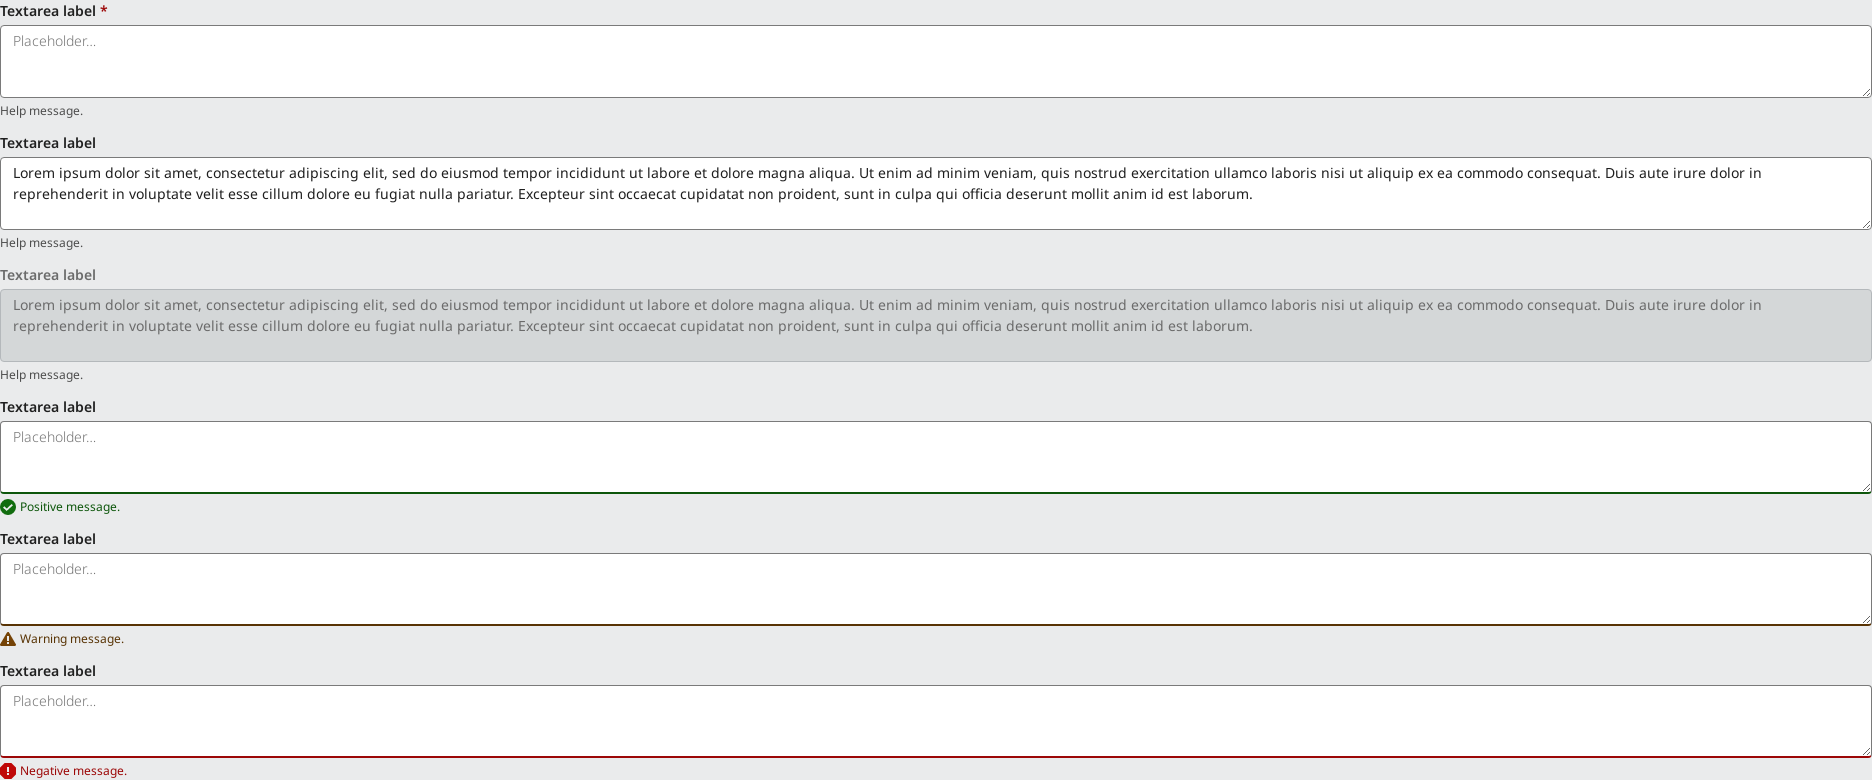 Textarea label *
Placeholder...
Help message.
Textarea label
Lorem ipsum dolor sit amet, consectetur adipiscing elit, sed do eiusmod tempor incididunt ut labore et dolore magna aliqua. Ut enim ad minim veniam, quis nostrud exercitation ullamco laboris nisi ut aliquip ex ea commodo consequat. Duis aute irure dolor in
reprehenderit in voluptate velit esse cillum dolore eu fugiat nulla pariatur. Excepteur sint occaecat cupidatat non proident, sunt in culpa qui officia deserunt mollit anim id est laborum.
Help message.
Textarea label
Lorem ipsum dolor sit amet, consectetur adipiscing elit, sed do eiusmod tempor incididunt ut labore et dolore magna aliqua. Ut enim ad minim veniam, quis nostrud exercitation ullamco laboris nisi ut aliquip ex ea commodo consequat. Duis aute irure dolor in
reprehenderit in voluptate velit esse cillum dolore eu fugiat nulla pariatur. Excepteur sint occaecat cupidatat non proident, sunt in culpa qui officia deserunt mollit anim id est laborum.
Help message.
Textarea label
Placeholder...
Positive message.
Textarea label
Placeholder...
Warning message.
Textarea label
Placeholder...
Negative message.